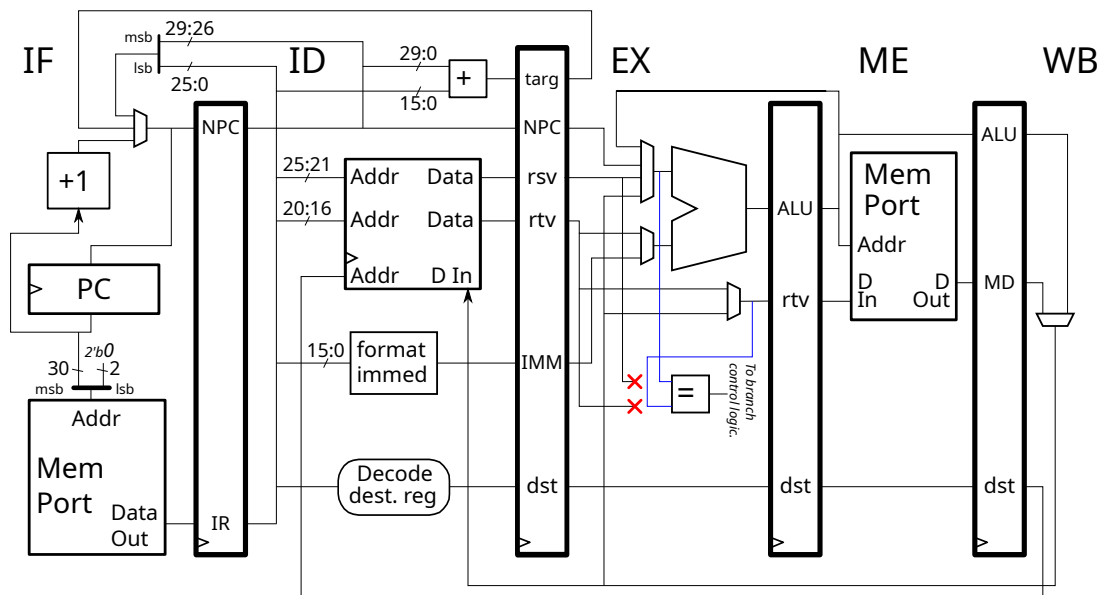 IF
ID
EX
ME
WB
msb
lsb
29:26
25:0
29:0
15:0
+
targ
NPC
NPC
ALU
+1
25:21
20:16
Addr
Data
Addr
Data
Addr
D In
rsv
rtv
ALU
Mem
Port
Addr
D
In
D
Out
MD
PC
rtv
30
2'b0
2
msb
lsb
15:0
format
immed
IMM
=
To branch
control logic.
Addr
Mem
Port
Data
Out
IR
Decode
dest. reg
dst
dst
dst